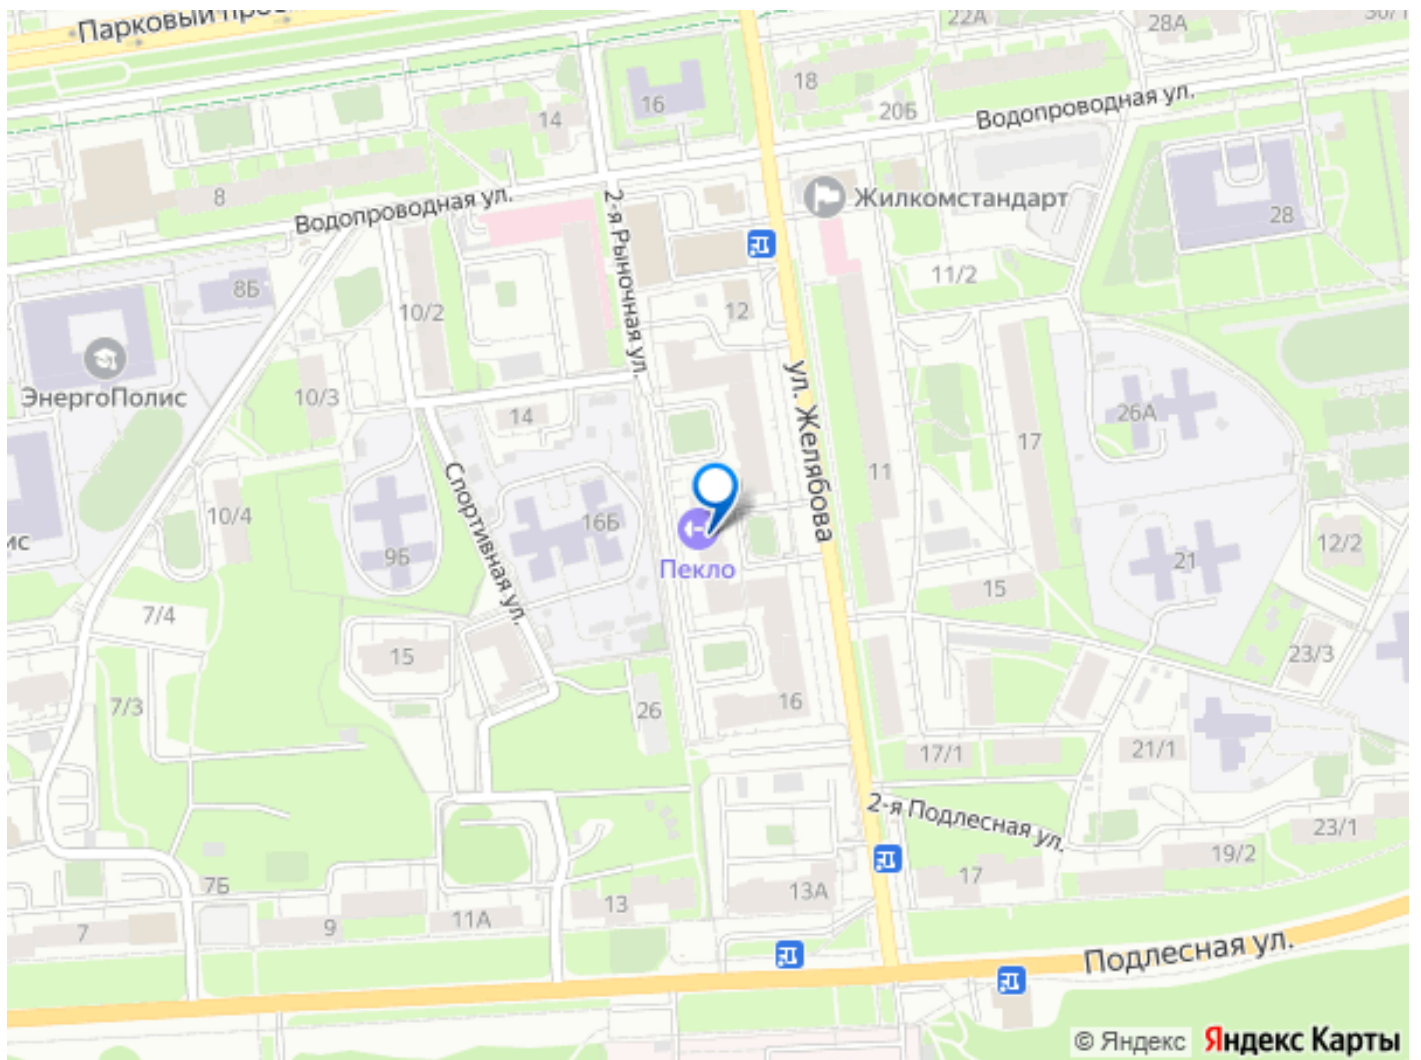 Парковый
22А
28А
18
20Б
Водопроводная ул.
16
14
8
Водопроводная ул.
2-я Рыночная ул.
Жилкомстандарт
28
11/2
8Б
10/2
12
ул. Желябова
ЭнергоПолис
10/3
14
17
26А
11
Спортивная ул.
10/4
16Б
9Б
Пекло
12/2
21
15
7/4
15
23/3
7/3
26
16
17/1
21/1
2-я Подлесная ул.
23/1
19/2
17
7Б
13А
13
11А
9
7
Подлесная ул.
© Яндекс Яндекс Карты